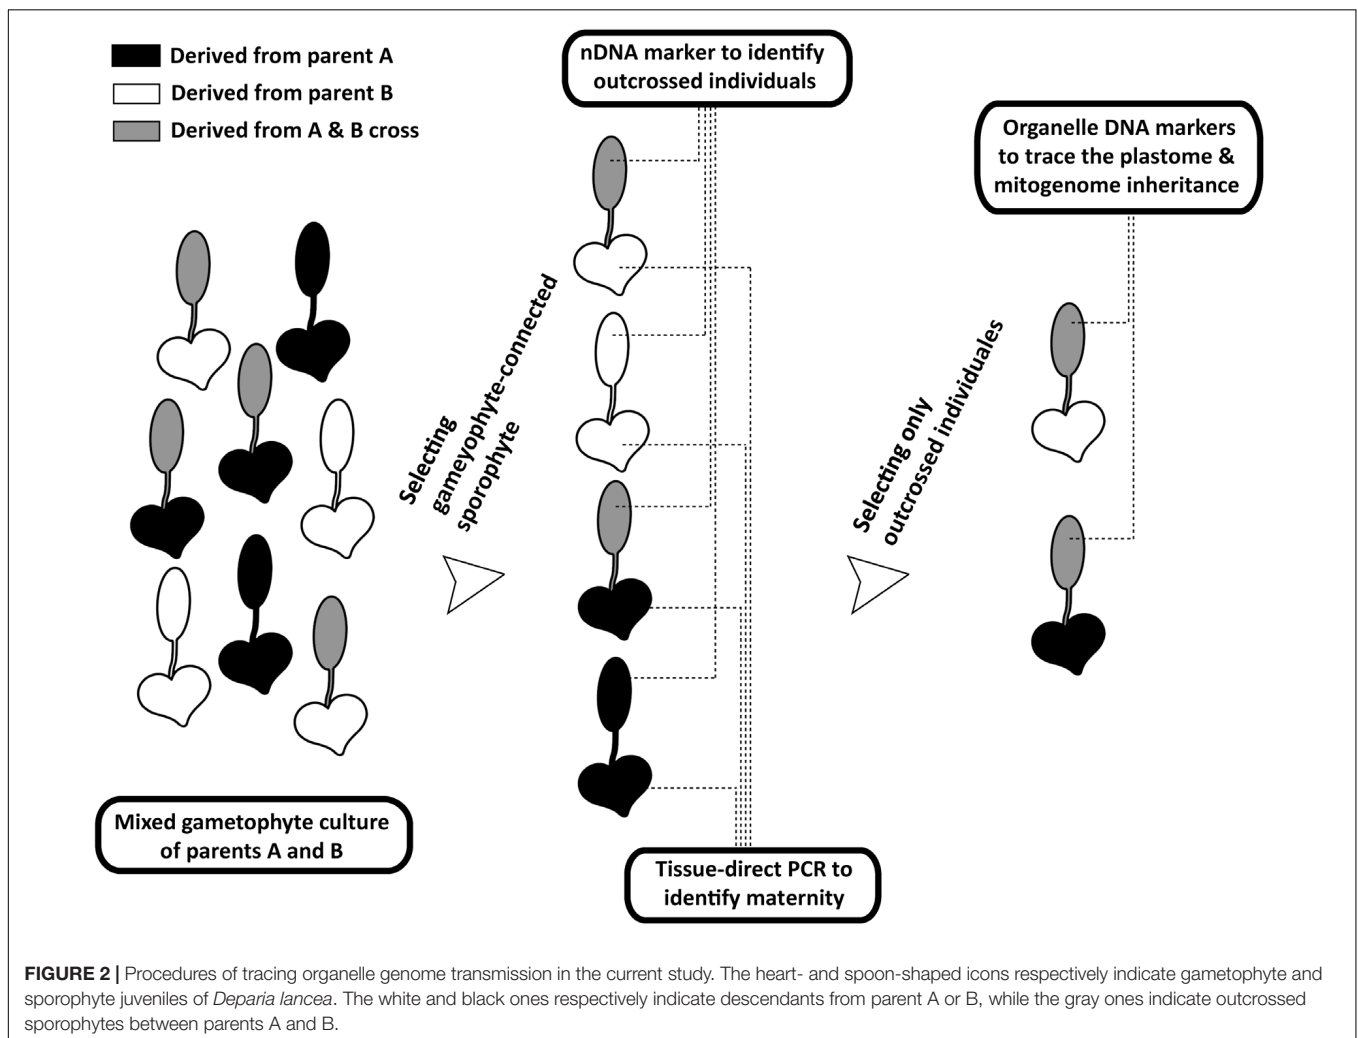 Derived from parent A
Derived from parent B
Derived from A & B cross
nDNA marker to identify
outcrossed individuals
Organelle DNA markers
to trace the plastome &
mitogenome inheritance
Selecting
gameyophyte-connected
sporophyte
Selecting only
outcrossed individuales
Mixed gametophyte culture
of parents A and B
Tissue-direct PCR to
identify maternity
FIGURE 2 | Procedures of tracing organelle genome transmission in the current study. The heart- and spoon-shaped icons respectively indicate gametophyte and
sporophyte juveniles of Deparia lancea. The white and black ones respectively indicate descendants from parent A or B, while the gray ones indicate outcrossed
sporophytes between parents A and B.